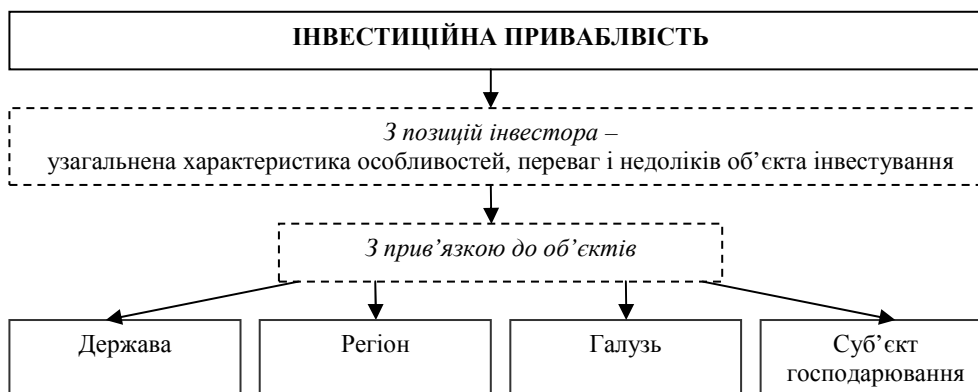 ІНВЕСТИЦІЙНА ПРИВАБЛВІСТЬ
З позицій інвестора –
узагальнена характеристика особливостей, переваг і недоліків об’єкта інвестування
З прив’язкою до об’єктів
Держава
Регіон
Галузь
Суб’єкт
господарювання